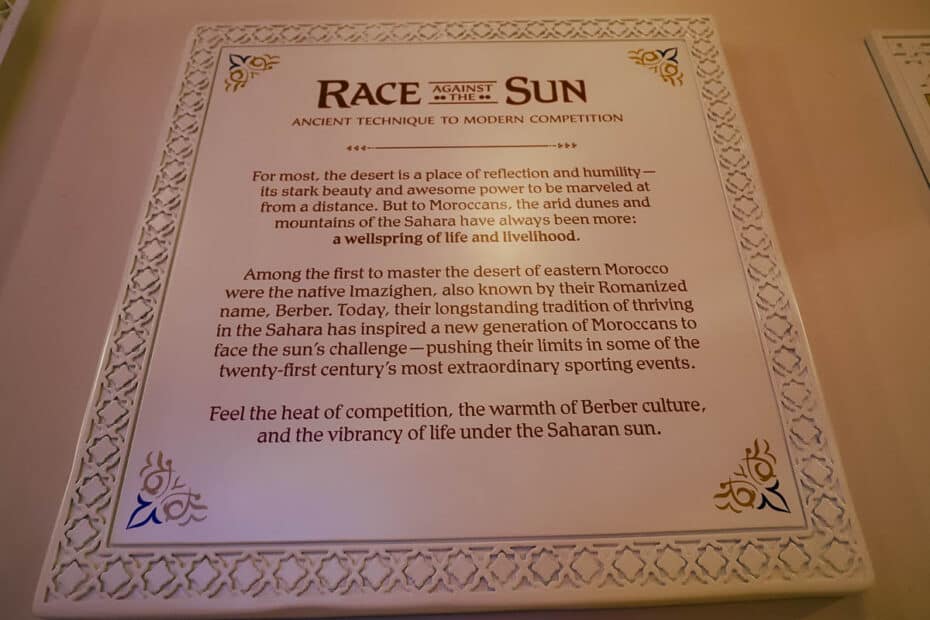 RACE AGAINST THE SUN
ANCIENT TECHNIQUE TO MODERN COMPETITION
For most, the desert is a place of reflection and humility—
its stark beauty and awesome power to be marveled at
from a distance. But to Moroccans, the arid dunes and
mountains of the Sahara have always been more:
a wellspring of life and livelihood.
Among the first to master the desert of eastern Morocco
were the native Imazighen, also known by their Romanized
name, Berber. Today, their longstanding tradition of thriving
in the Sahara has inspired a new generation of Moroccans to
face the sun's challenge—pushing their limits in some of the
twenty-first century's most extraordinary sporting events.
Feel the heat of competition, the warmth of Berber culture,
and the vibrancy of life under the Saharan sun.